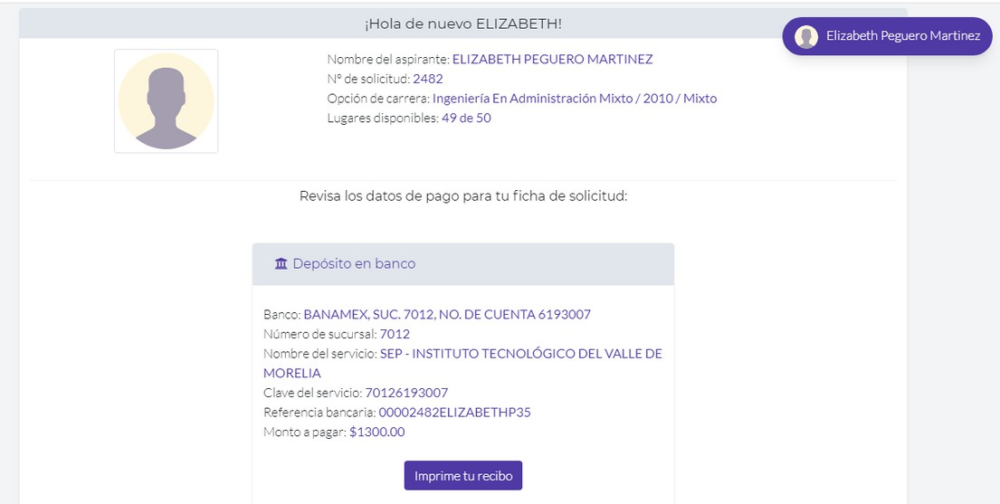 ¡Hola de nuevo ELIZABETH!
Elizabeth Peguero Martinez
Nombre del aspirante: ELIZABETH PEGUERO MARTINEZ
N° de solicitud: 2482
Opción de carrera: Ingeniería En Administración Mixto / 2010 / Mixto
Lugares disponibles: 49 de 50
Revisa los datos de pago para tu ficha de solicitud:
Depósito en banco
Banco: BANAMEX, SUC. 7012, NO. DE CUENTA 6193007
Número de sucursal: 7012
Nombre del servicio: SEP - INSTITUTO TECNOLÓGICO DEL VALLE DE
MORELIA
Clave del servicio: 70126193007
Referencia bancaria: 00002482ELIZABETHP35
Monto a pagar: $1300.00
Imprime tu recibo